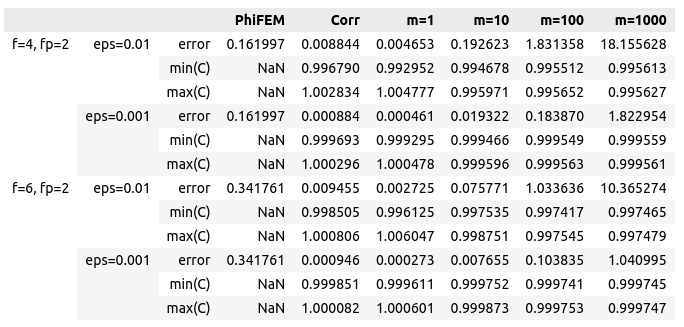 PhiFEM Corr m=1 m=10 m=100 m=1000
f=4, fp=2 eps=0.01 error 0.161997 0.008844 0.004653 0.192623 1.831358 18.155628
min(C) NaN 0.996790 0.992952 0.994678 0.995512 0.995613
max(C) NaN 1.002834 1.004777 0.995971 0.995652 0.995627
eps=0.001 error 0.161997 0.000884 0.000461 0.019322 0.183870 1.822954
min(C) NaN 0.999693 0.999295 0.999466 0.999549 0.999559
max(C) NaN 1.000296 1.000478 0.999596 0.999563 0.999561
f=6, fp=2 eps=0.01 error 0.341761 0.009455 0.002725 0.075771 1.033636 10.365274
min(C) NaN 0.998505 0.996125 0.997535 0.997417 0.997465
max(C) NaN 1.000806 1.006047 0.998751 0.997545 0.997479
eps=0.001 error 0.341761 0.000946 0.000273 0.007655 0.103835 1.040995
min(C) NaN 0.999851 0.999611 0.999752 0.999741 0.999745
max(C) NaN 1.000082 1.000601 0.999873 0.999753 0.999747